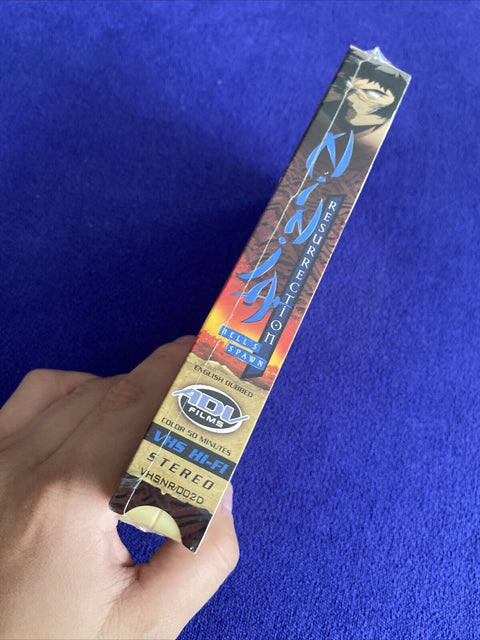 NINJA
RESURRECTION
HELL'S
SPAWN
ENGLISH DUBBED
ADV
FILMS
COLOR 50 MINUTES
VHS HI-FI
STEREO
VHSNR/002D